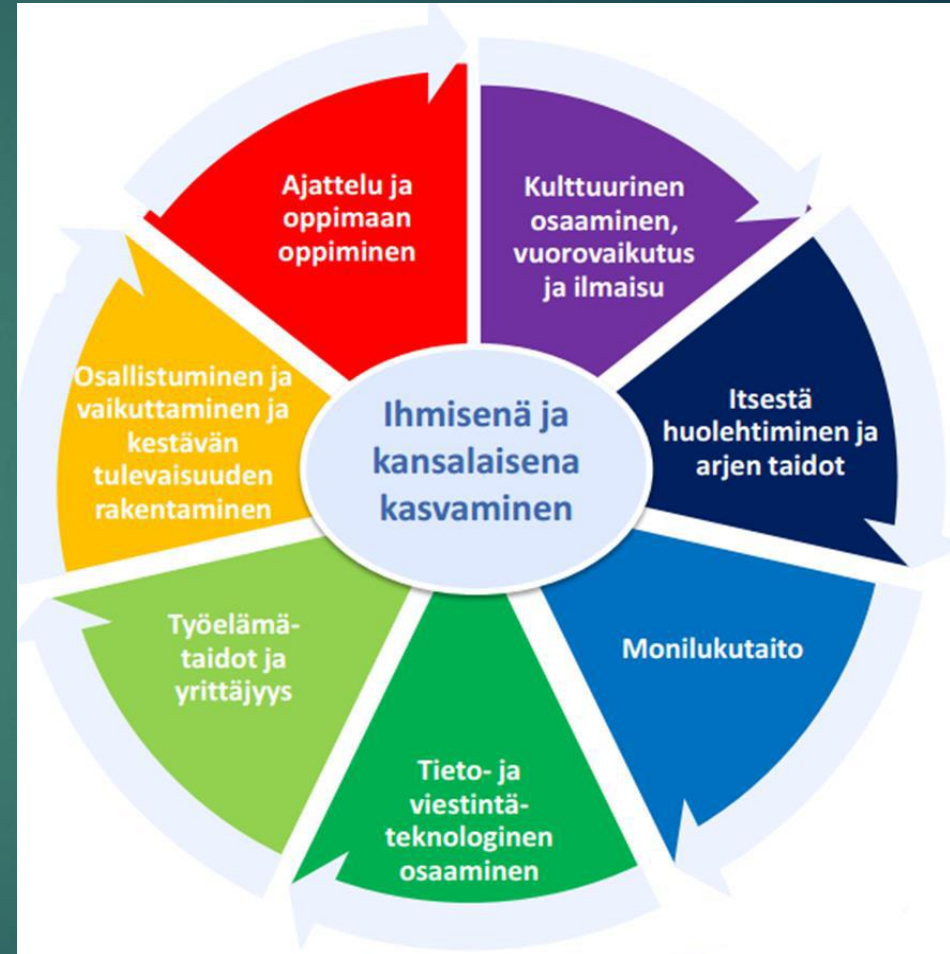 Ajattelu ja
oppimaan
oppiminen
Kulttuurinen
osaaminen,
vuorovaikutus
ja ilmaisu
Itsestä
huolehtiminen ja
arjen taidot
Monilukutaito
Tieto- ja
viestintä-
teknologinen
osaaminen
Työelämä-
taidot ja
yrittäjyys
Osallistuminen ja
vaikuttaminen ja
kestävän
tulevaisuuden
rakentaminen
Ihmisenä ja
kansalaisena
kasvaminen